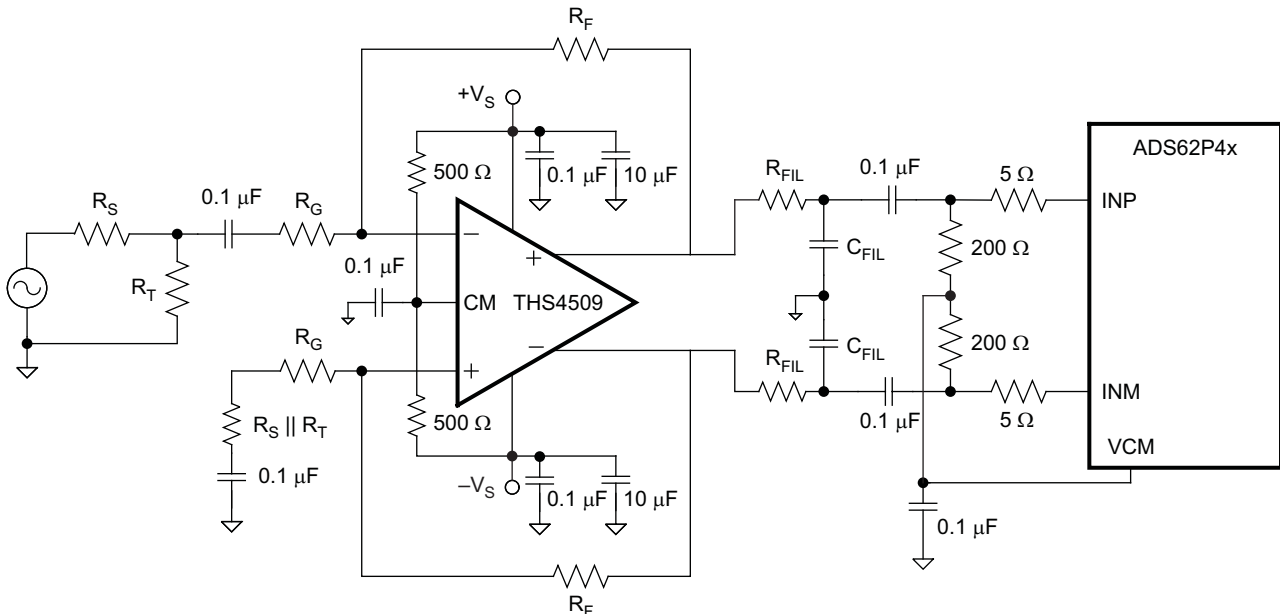 R_F
+V_S
500 Ω
0.1 µF
10 µF
R_S
0.1 µF
R_G
R_T
0.1 µF
−
+
CM
THS4509
−
+
R_G
R_S || R_T
0.1 µF
500 Ω
−V_S
0.1 µF
10 µF
R_F
R_FIL
0.1 µF
5 Ω
C_FIL
200 Ω
C_FIL
200 Ω
R_FIL
0.1 µF
5 Ω
0.1 µF
ADS62P4x
INP
INM
VCM